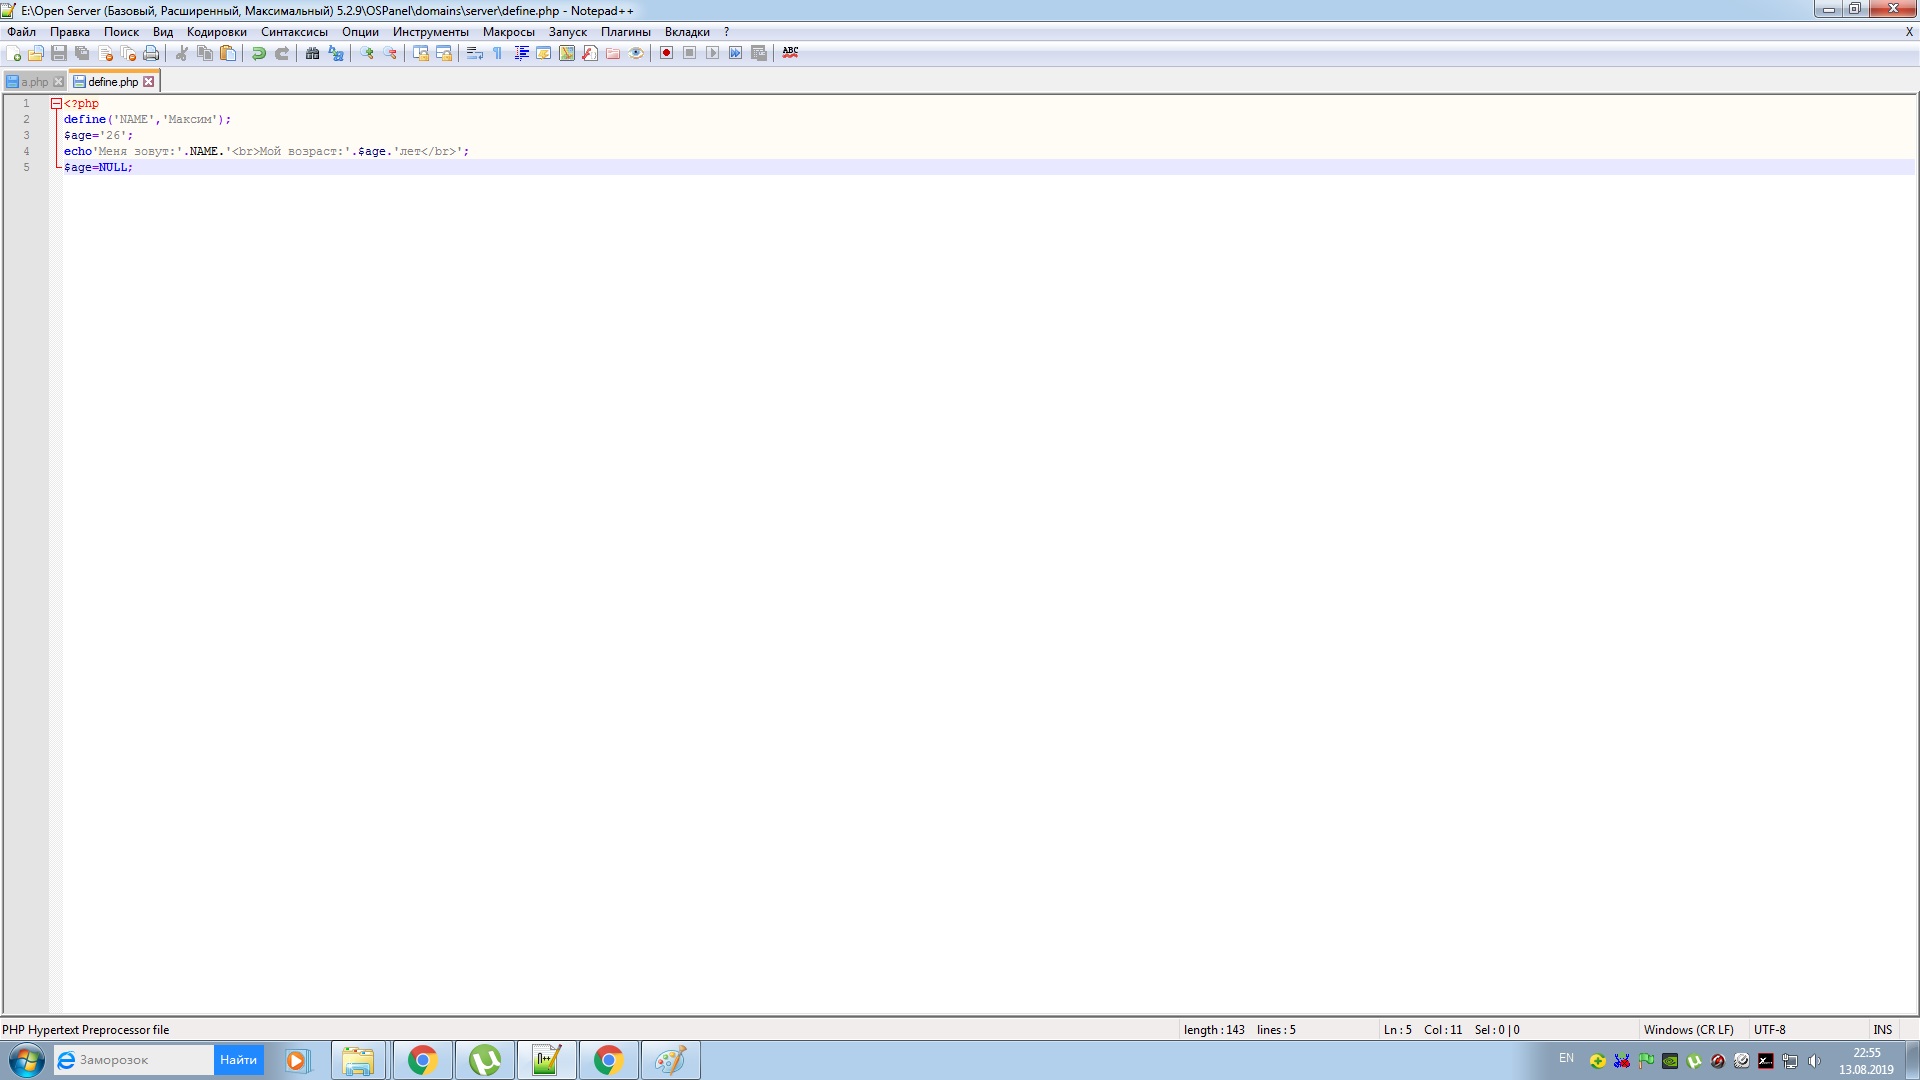 E:\Open Server (Базовый, Расширенный, Максимальный) 5.2.9\OSPanel\domains\server\define.php - Notepad++
Файл Правка Поиск Вид Кодировки Синтаксисы Опции Инструменты Макросы Запуск Плагины Вкладки ? X
ABC
a.php define.php
1 <?php
2 define('NAME','Максим');
3 $age='26';
4 echo'Меня зовут:'.NAME.'<br>Мой возраст:'.$age.'лет</br>';
5 $age=NULL;
PHP Hypertext Preprocessor file length : 143 lines : 5 Ln : 5 Col : 11 Sel : 0 | 0 Windows (CR LF) UTF-8 INS
Заморозок Найти EN 22:55
13.08.2019